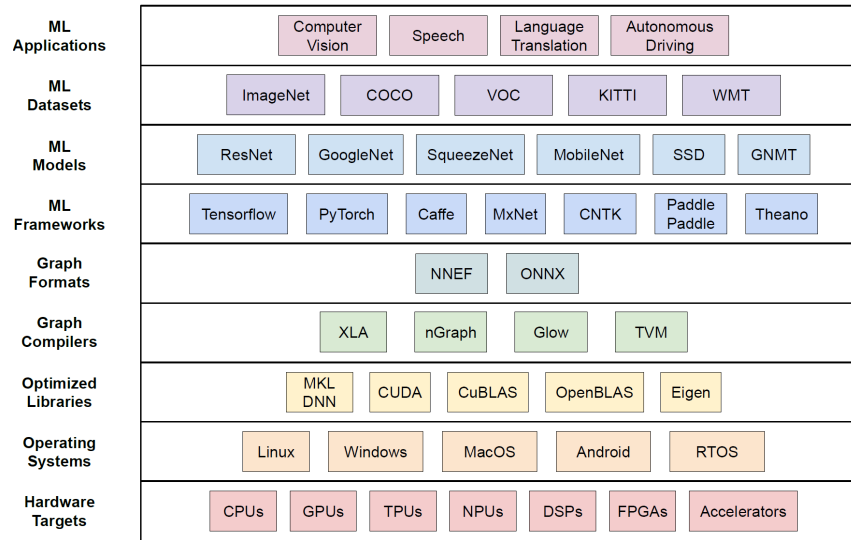 ML
Applications
Computer
Vision
Speech
Language
Translation
Autonomous
Driving
ML
Datasets
ImageNet
COCO
VOC
KITTI
WMT
ML
Models
ResNet
GoogleNet
SqueezeNet
MobileNet
SSD
GNMT
ML
Frameworks
Tensorflow
PyTorch
Caffe
MxNet
CNTK
Paddle
Paddle
Theano
Graph
Formats
NNEF
ONNX
Graph
Compilers
XLA
nGraph
Glow
TVM
Optimized
Libraries
MKL
DNN
CUDA
CuBLAS
OpenBLAS
Eigen
Operating
Systems
Linux
Windows
MacOS
Android
RTOS
Hardware
Targets
CPUs
GPUs
TPUs
NPUs
DSPs
FPGAs
Accelerators